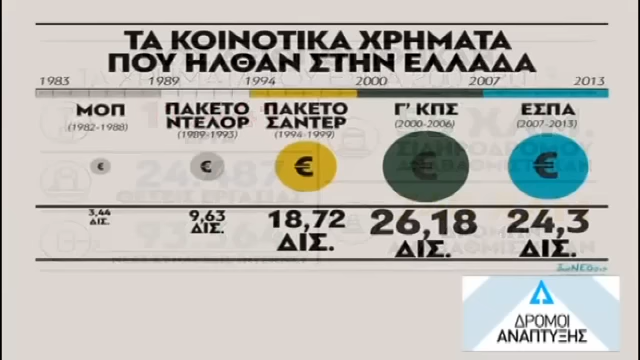 ΤΑ ΚΟΙΝΟΤΙΚΑ ΧΡΗΜΑΤΑ
ΠΟΥ ΗΛΘΑΝ ΣΤΗΝ ΕΛΛΑΔΑ
1983 1989 1994 2000 2007 2013
ΜΟΠ ΠΑΚΕΤΟ ΝΤΕΛΟΡ ΠΑΚΕΤΟ ΣΑΝΤΕΡ Γ' ΚΠΣ ΕΣΠΑ
(1982-1988) (1989-1993) (1994-1999) (2000-2006) (2007-2013)
€ € € € €
3,44 9,63 18,72 26,18 24,3
ΔΙΣ. ΔΙΣ. ΔΙΣ. ΔΙΣ. ΔΙΣ.
διαΝΕΟσις
ΔΡΟΜΟΙ
ΑΝΑΠΤΥΞΗΣ